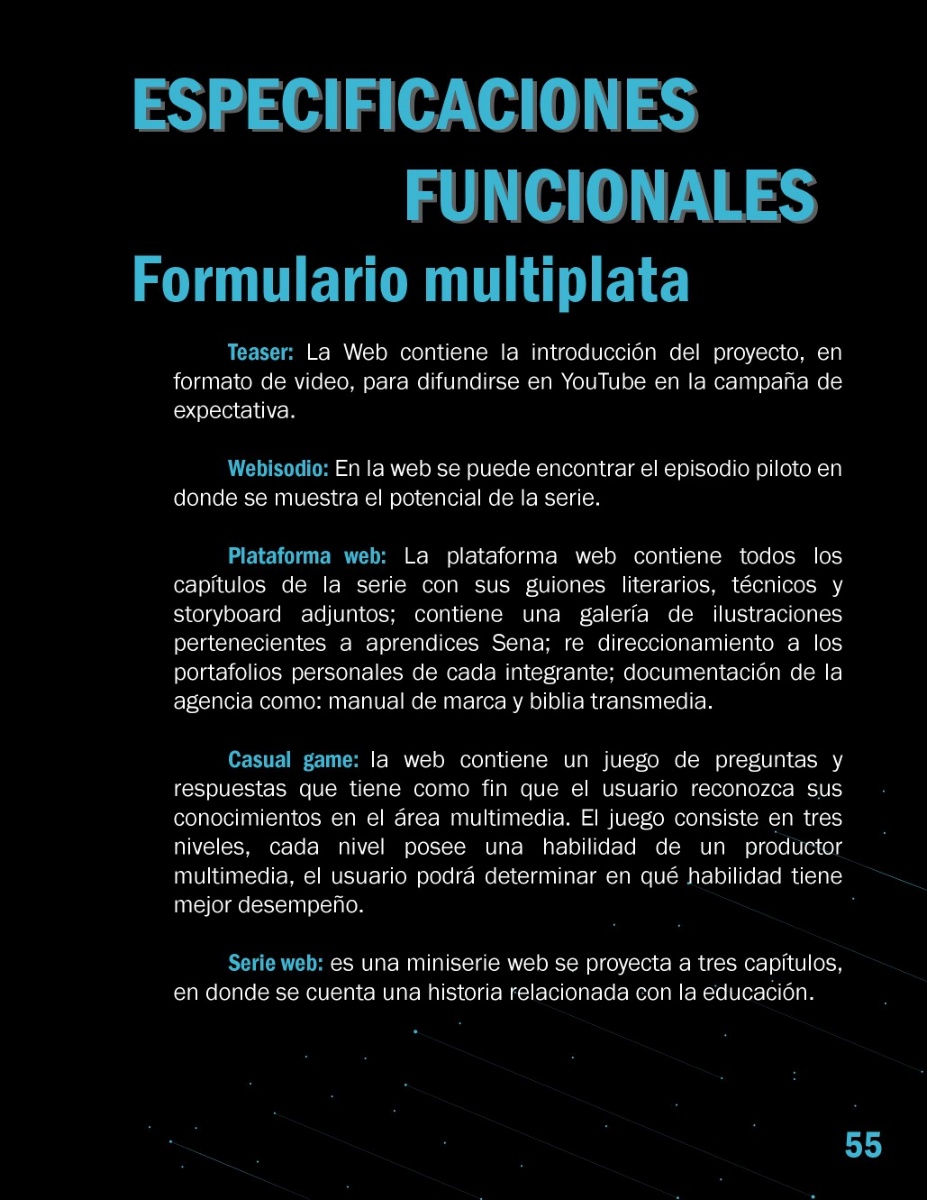 ESPECIFICACIONES
FUNCIONALES
Formulario multiplata
Teaser: La Web contiene la introducción del proyecto, en
formato de video, para difundirse en YouTube en la campaña de
expectativa.
Webisodio: En la web se puede encontrar el episodio piloto en
donde se muestra el potencial de la serie.
Plataforma web: La plataforma web contiene todos los
capítulos de la serie con sus guiones literarios, técnicos y
storyboard adjuntos; contiene una galería de ilustraciones
pertenecientes a aprendices Sena; re direccionamiento a los
portafolios personales de cada integrante; documentación de la
agencia como: manual de marca y biblia transmedia.
Casual game: la web contiene un juego de preguntas y
respuestas que tiene como fin que el usuario reconozca sus
conocimientos en el área multimedia. El juego consiste en tres
niveles, cada nivel posee una habilidad de un productor
multimedia, el usuario podrá determinar en qué habilidad tiene
mejor desempeño.
Serie web: es una miniserie web se proyecta a tres capítulos,
en donde se cuenta una historia relacionada con la educación.
55